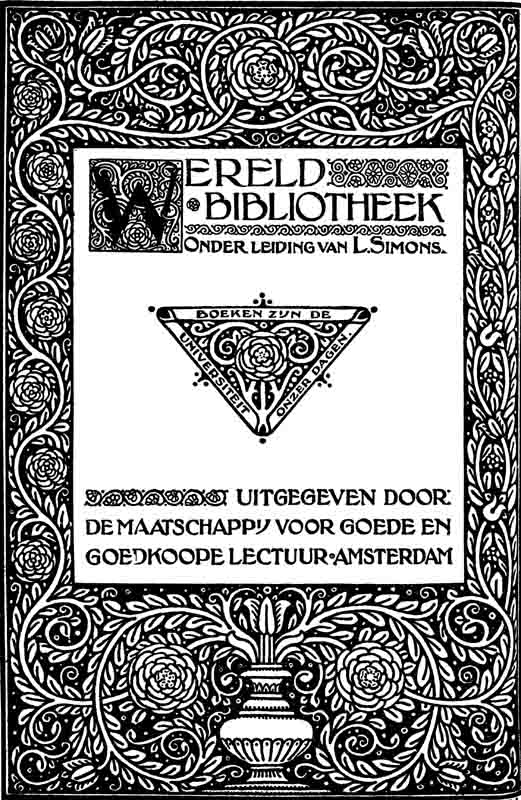 WERELD
BIBLIOTHEEK
ONDER LEIDING VAN L. SIMONS.
BOEKEN ZIJN DE
UNIVERSITEIT
ONZER DAGEN.
UITGEGEVEN DOOR:
DE MAATSCHAPPIJ VOOR GOEDE EN
GOEDKOOPE LECTUUR • AMSTERDAM